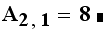 A2,1 = 8 ∎